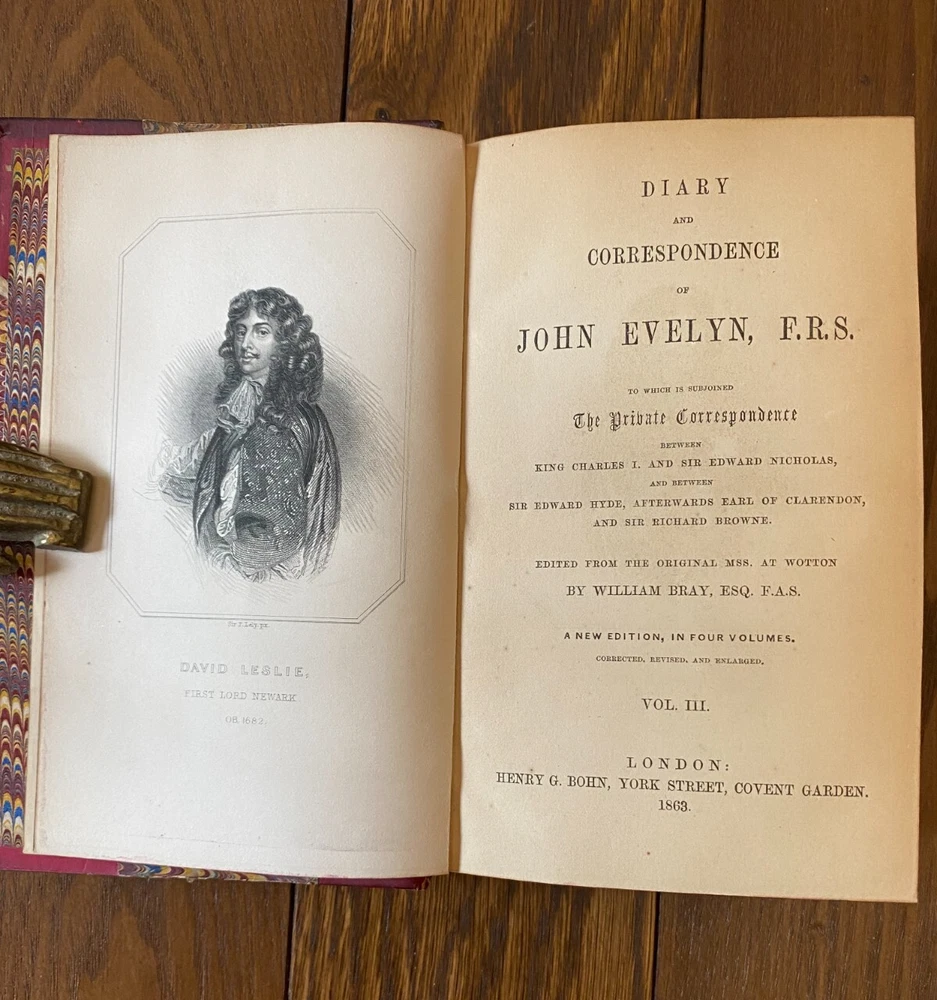 Sir P. Lely, pt.
DAVID LESLIE,
FIRST LORD NEWARK
OB. 1682.
DIARY
AND
CORRESPONDENCE
OF
JOHN EVELYN, F.R.S.
TO WHICH IS SUBJOINED
The Private Correspondence
BETWEEN
KING CHARLES I. AND SIR EDWARD NICHOLAS,
AND BETWEEN
SIR EDWARD HYDE, AFTERWARDS EARL OF CLARENDON,
AND SIR RICHARD BROWNE.
EDITED FROM THE ORIGINAL MSS. AT WOTTON
BY WILLIAM BRAY, ESQ. F.A.S.
A NEW EDITION, IN FOUR VOLUMES.
CORRECTED, REVISED, AND ENLARGED.
VOL. III.
LONDON:
HENRY G. BOHN, YORK STREET, COVENT GARDEN.
1863.